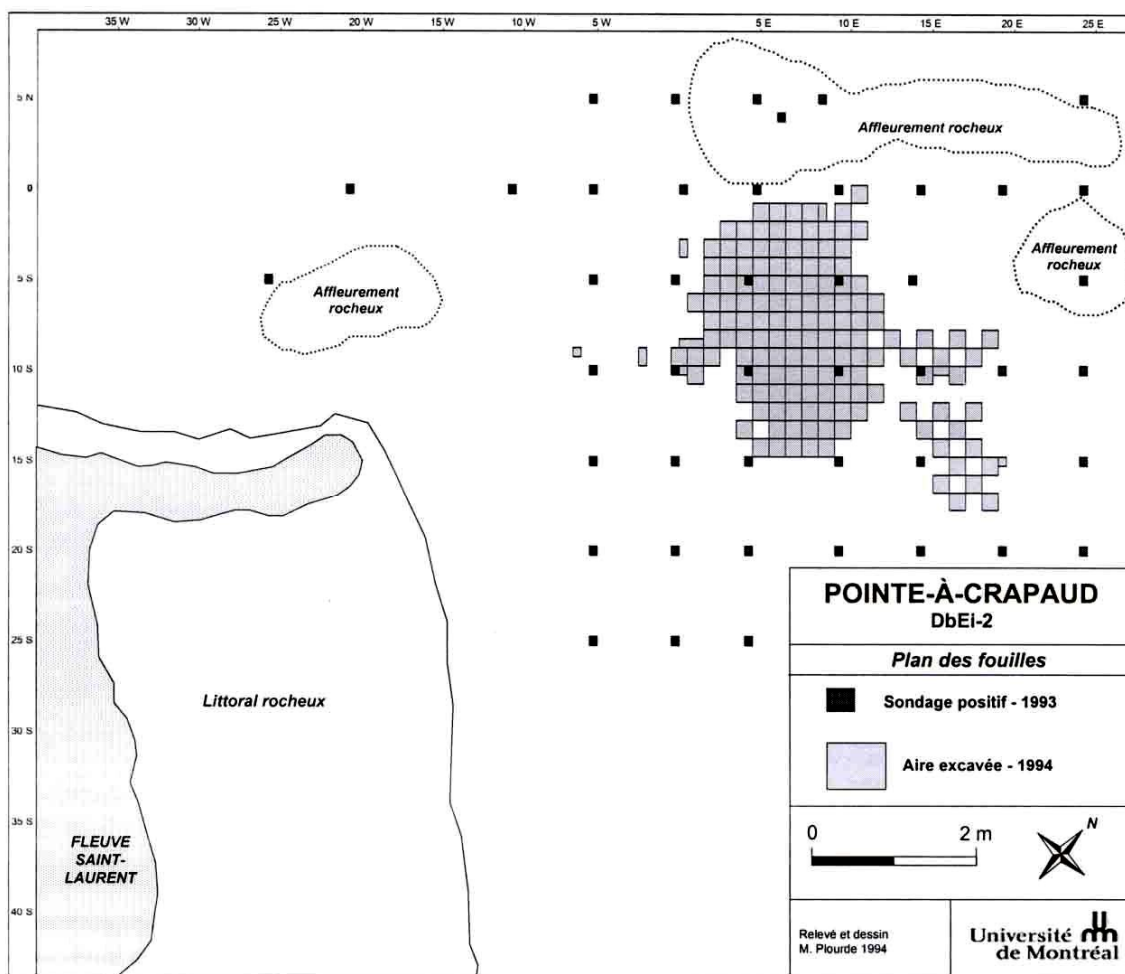 35 W 30 W 25 W 20 W 15 W 10 W 5 W 5 E 10 E 15 E 20 E 25 E
5 N
Affleurement rocheux
0
Affleurement
rocheux
5 S
Affleurement
rocheux
10 S
15 S
20 S
25 S
30 S
35 S
40 S
Littoral rocheux
FLEUVE
SAINT-
LAURENT
POINTE-À-CRAPAUD
DbEi-2
Plan des fouilles
Sondage positif - 1993
Aire excavée - 1994
0 2 m
N
Relevé et dessin
M. Plourde 1994
Université
de Montréal